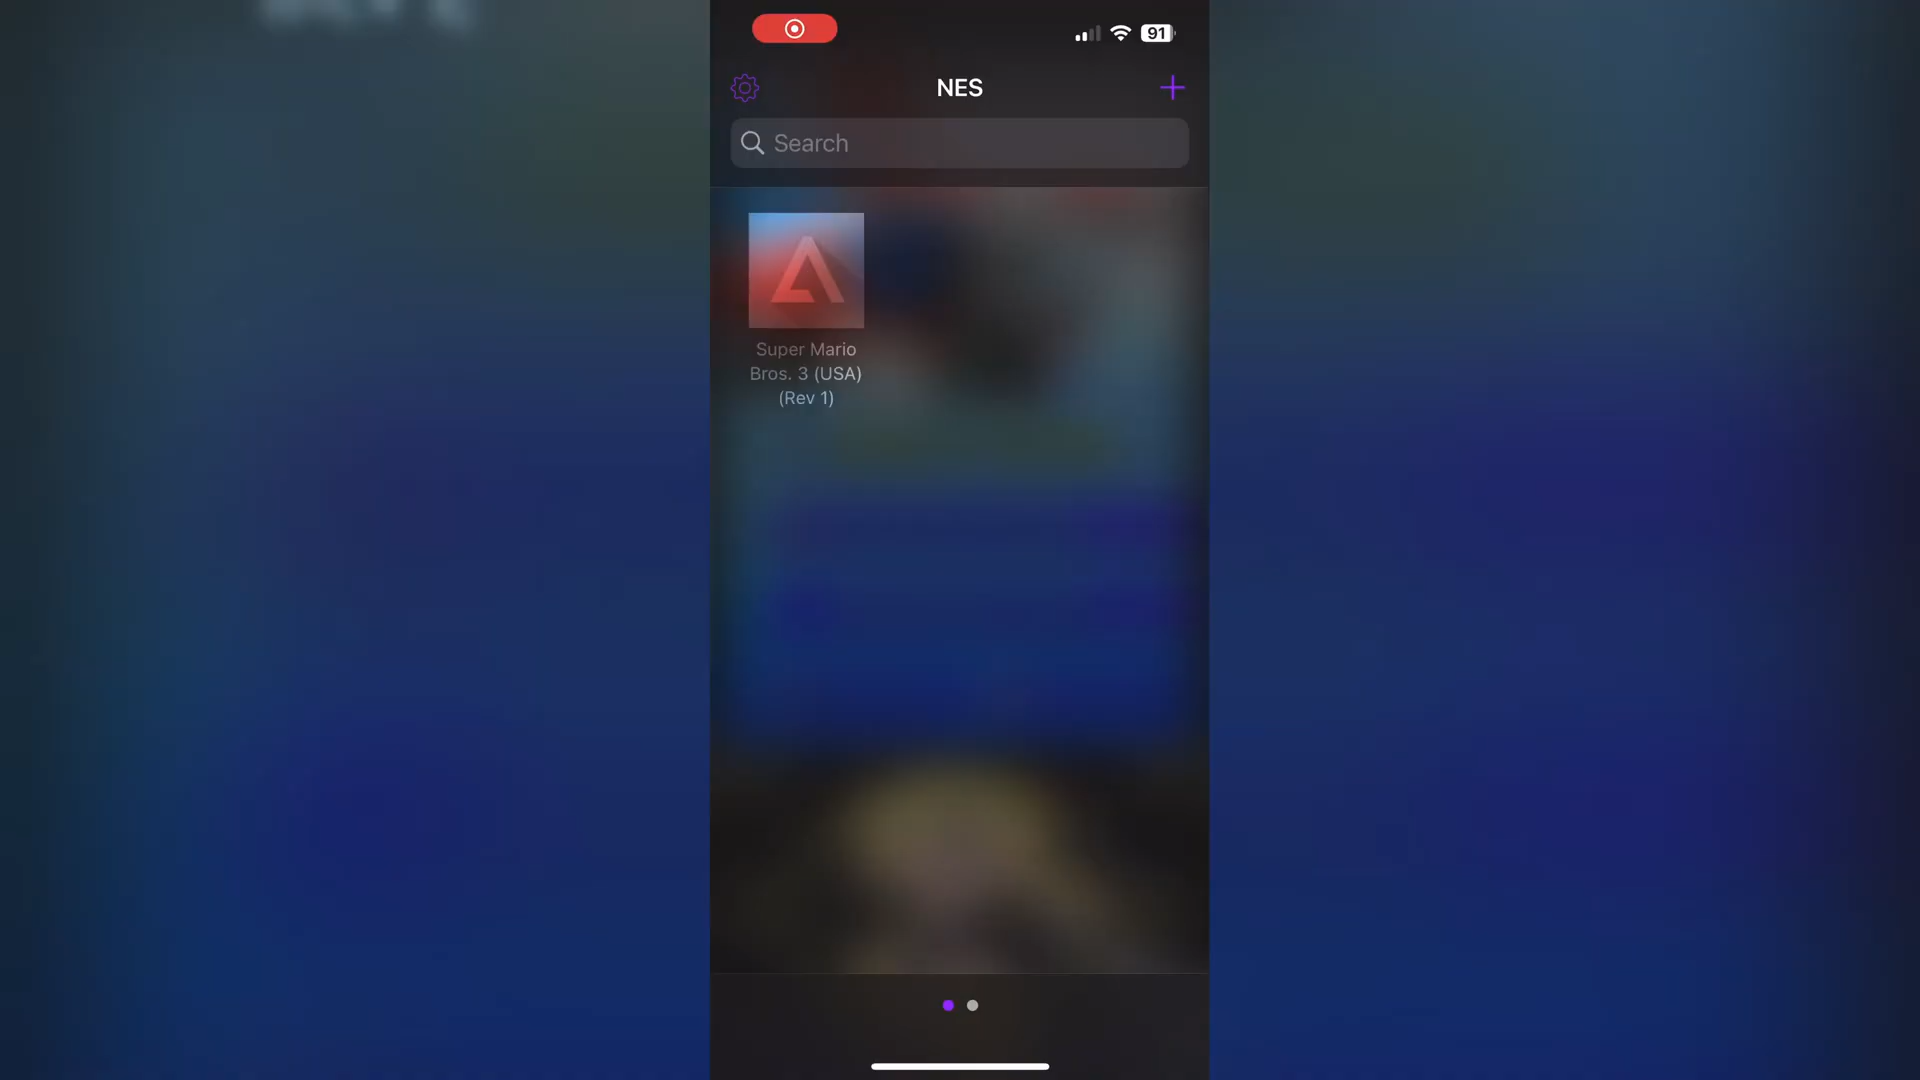 91
NES
Search
Super Mario
Bros. 3 (USA)
(Rev 1)